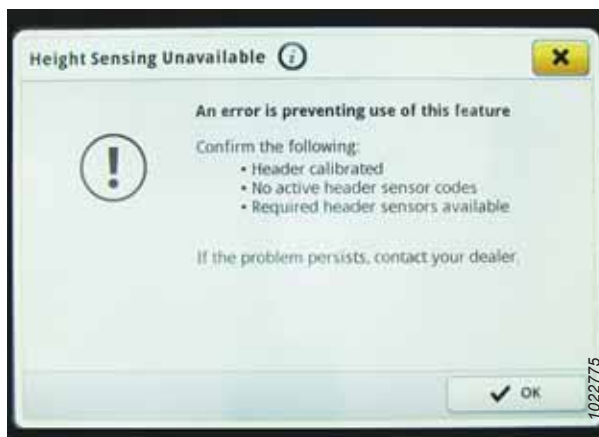 Height Sensing Unavailable
An error is preventing use of this feature
Confirm the following:
• Header calibrated
• No active header sensor codes
• Required header sensors available
If the problem persists, contact your dealer.
OK
1022775